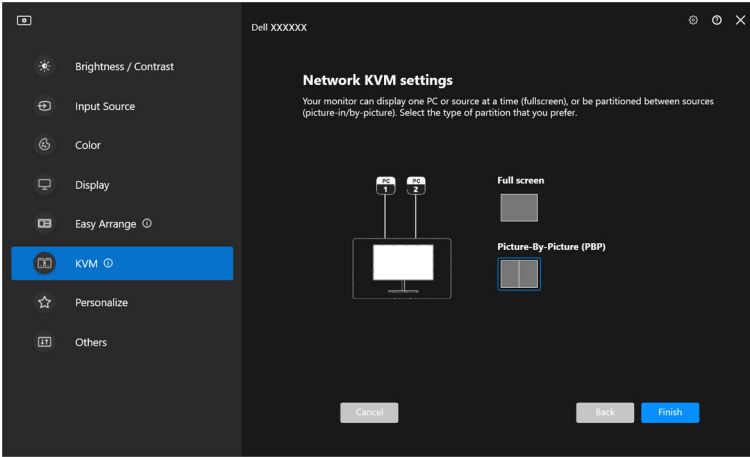 Dell XXXXXX
Brightness / Contrast
Input Source
Color
Display
Easy Arrange
KVM
Personalize
Others
Network KVM settings
Your monitor can display one PC or source at a time (fullscreen), or be partitioned between sources
(picture-in/by-picture). Select the type of partition that you prefer.
PC
1
PC
2
Full screen
Picture-By-Picture (PBP)
Cancel
Back
Finish